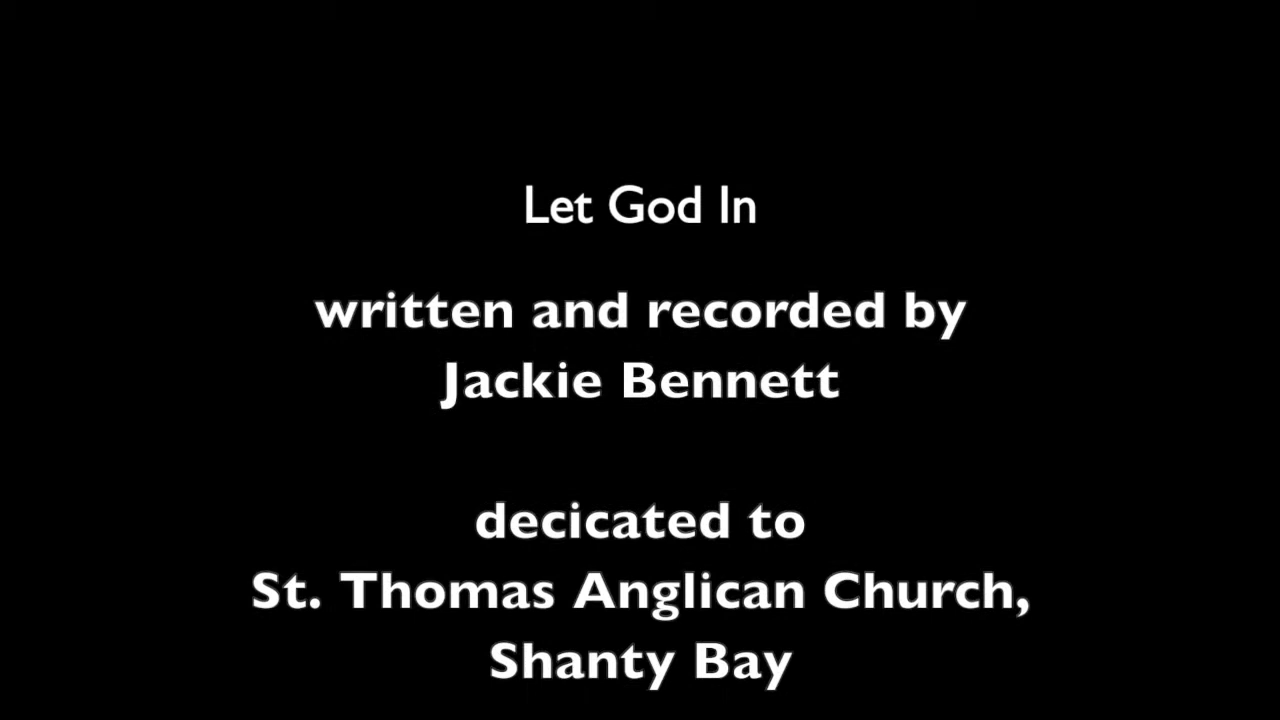 Let God In
written and recorded by
Jackie Bennett
decicated to
St. Thomas Anglican Church,
Shanty Bay